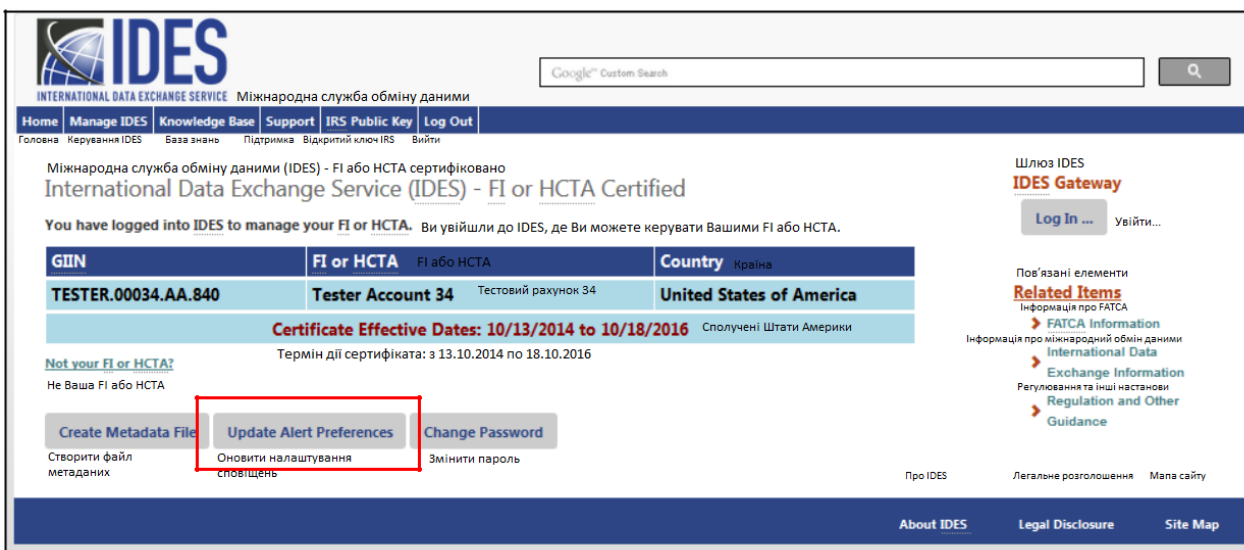 IDES
INTERNATIONAL DATA EXCHANGE SERVICE Міжнародна служба обміну даними
Google™ Custom Search
Home Manage IDES Knowledge Base Support IRS Public Key Log Out
Головна Керування IDES База знань Підтримка Відкритий ключ IRS Вийти
Міжнародна служба обміну даними (IDES) - FI або HCTA сертифіковано
International Data Exchange Service (IDES) - FI or HCTA Certified
You have logged into IDES to manage your FI or HCTA. Ви увійшли до IDES, де Ви можете керувати Вашими FI або HCTA.
GIIN FI or HCTA FI або HCTA Country Країна
TESTER.00034.AA.840 Tester Account 34 Тестовий рахунок 34 United States of America
Certificate Effective Dates: 10/13/2014 to 10/18/2016 Сполучені Штати Америки
Термін дії сертифіката: з 13.10.2014 по 18.10.2016
Not your FI or HCTA?
Не Ваша FI або HCTA
Create Metadata File Update Alert Preferences Change Password
Створити файл метаданих
Оновити налаштування сповіщень
Змінити пароль
Шлюз IDES
IDES Gateway
Log In ... Увійти...
Пов'язані елементи
Related Items
Інформація про FATCA
FATCA Information
Інформація про міжнародний обмін даними
International Data
Exchange Information
Регулювання та інші настанови
Regulation and Other
Guidance
Про IDES Легальне розголошення Мапа сайту
About IDES Legal Disclosure Site Map